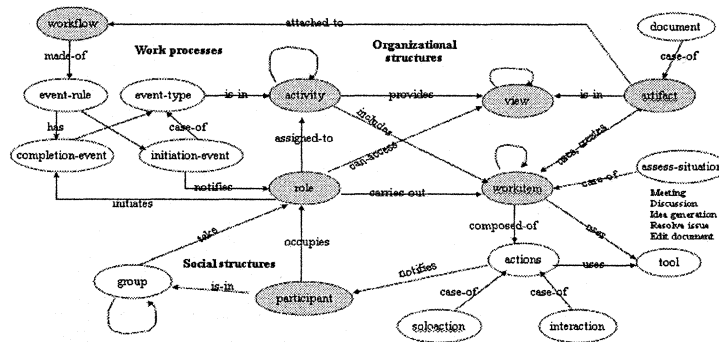 workflow
attached-to
document
made-of
Work processes
Organizational
structures
case-of
event-rule
event-type
is-in
activity
provides
view
is-in
artifact
has
case-of
assigned-to
includes
can-access
completion-event
initiation-event
assess-situation
notifies
role
carries out
workitem
case-of
initiates
Meeting
Discussion
Idea generation
Resolve issue
Edit document
take
occupies
composed-of
uses
Social structures
notifies
actions
uses
tool
group
is-in
participant
case-of
case-of
soloaction
interaction